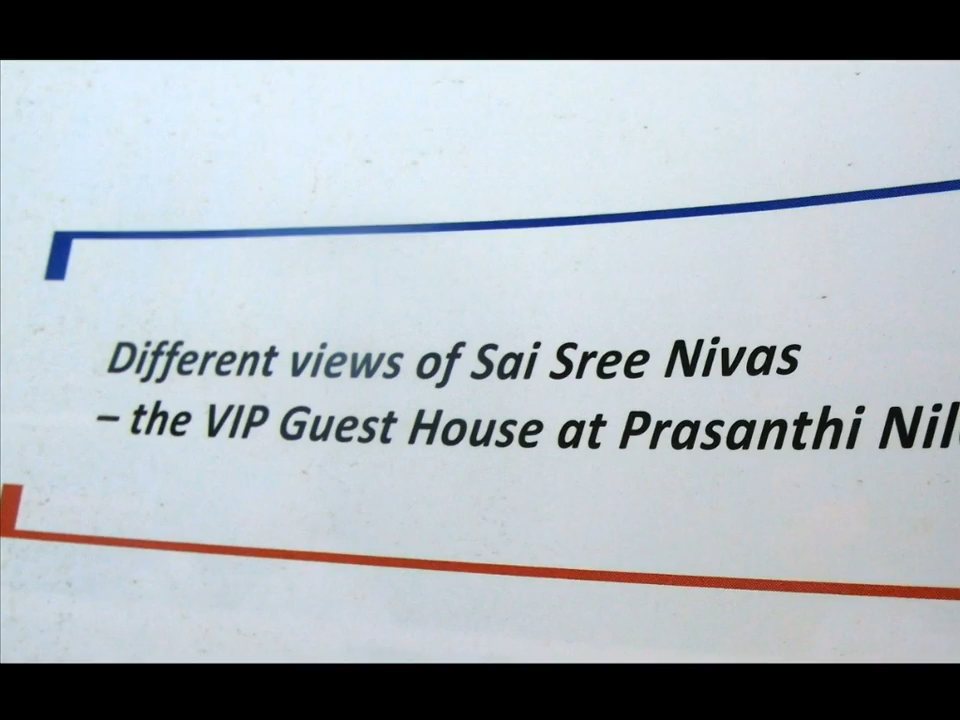 Different views of Sai Sree Nivas
– the VIP Guest House at Prasanthi